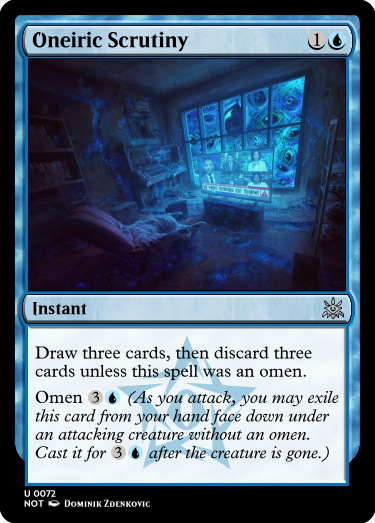 Oneiric Scrutiny 1
Instant
Draw three cards, then discard three
cards unless this spell was an omen.
Omen 3 (As you attack, you may exile
this card from your hand face down under
an attacking creature without an omen.
Cast it for 3 after the creature is gone.)
U 0072
NOT DOMINIK ZDENKOVIC